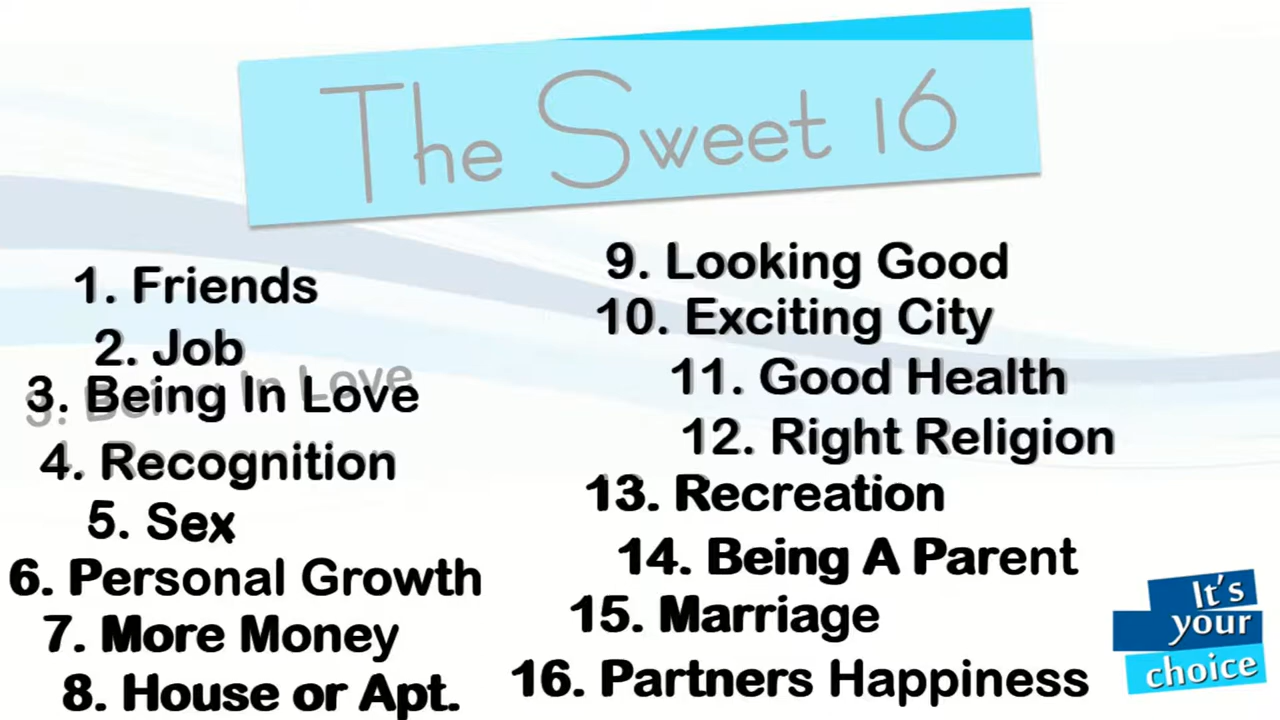 The Sweet 16
1. Friends
2. Job
3. Being In Love
4. Recognition
5. Sex
6. Personal Growth
7. More Money
8. House or Apt.
9. Looking Good
10. Exciting City
11. Good Health
12. Right Religion
13. Recreation
14. Being A Parent
15. Marriage
16. Partners Happiness
It's
your
choice